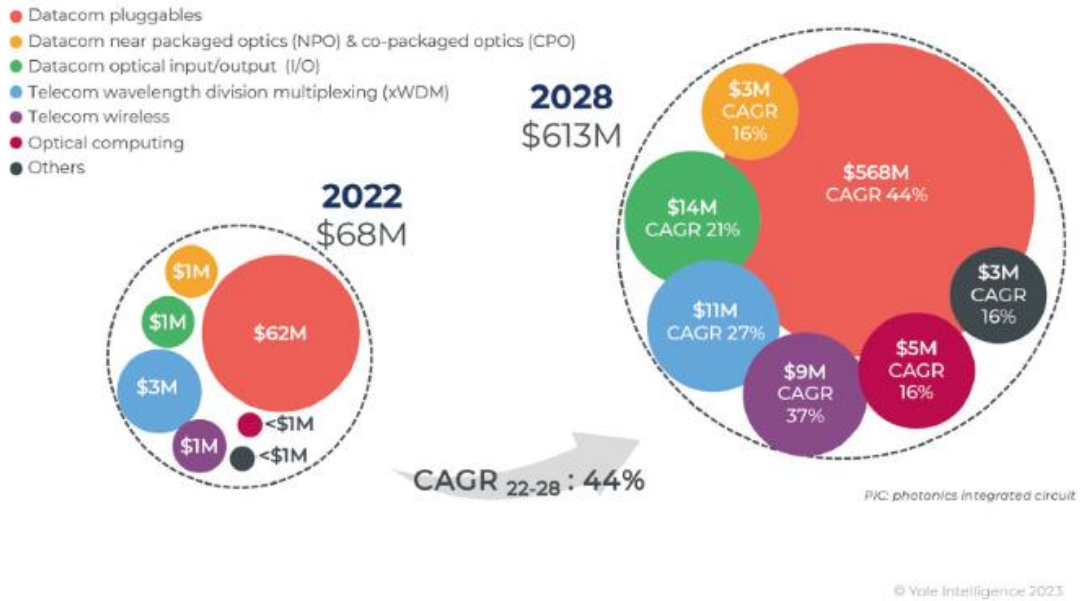 Datacom pluggables
Datacom near packaged optics (NPO) & co-packaged optics (CPO)
Datacom optical input/output (I/O)
Telecom wavelength division multiplexing (xWDM)
Telecom wireless
Optical computing
Others
2022
$68M
$1M
$1M
$62M
$3M
$1M
<$1M
<$1M
CAGR 22-28 : 44%
2028
$613M
$3M
CAGR
16%
$568M
CAGR 44%
$14M
CAGR 21%
$11M
CAGR 27%
$9M
CAGR
37%
$5M
CAGR
16%
$3M
CAGR
16%
PIC: photonics integrated circuit
© Yole Intelligence 2023